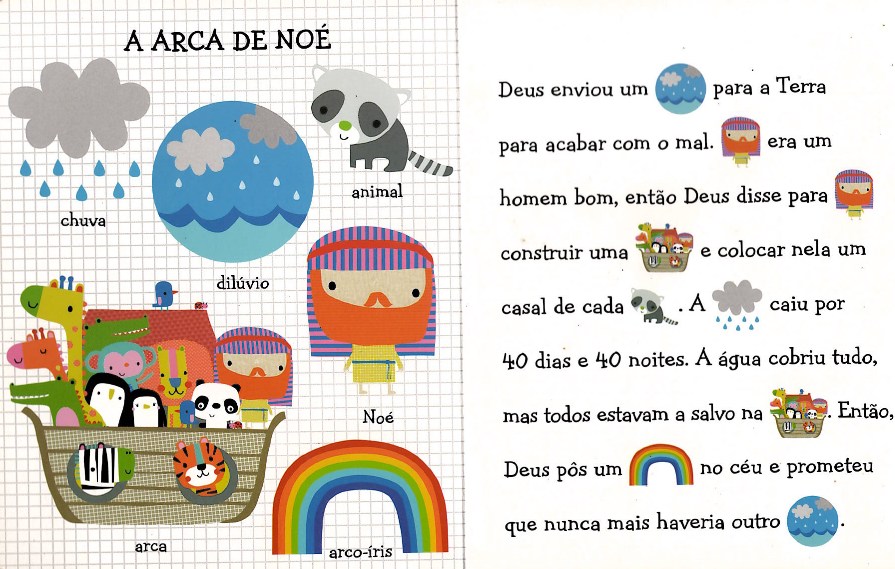 A ARCA DE NOÉ
chuva
animal
dilúvio
Noé
arca
arco-íris
Deus enviou um para a Terra
para acabar com o mal. era um
homem bom, então Deus disse para
construir uma e colocar nela um
casal de cada . A caiu por
40 dias e 40 noites. A água cobriu tudo,
mas todos estavam a salvo na . Então,
Deus pôs um no céu e prometeu
que nunca mais haveria outro .